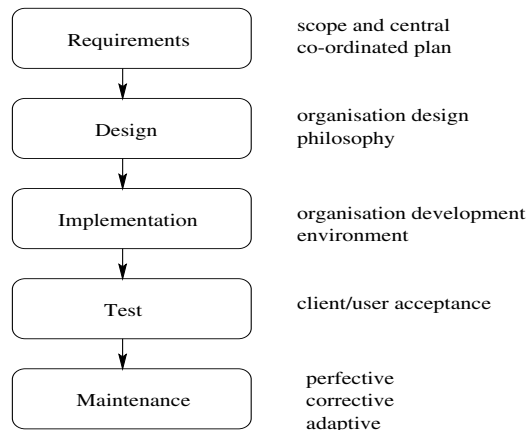 Requirements
scope and central
co-ordinated plan
Design
organisation design
philosophy
Implementation
organisation development
environment
Test
client/user acceptance
Maintenance
perfective
corrective
adaptive